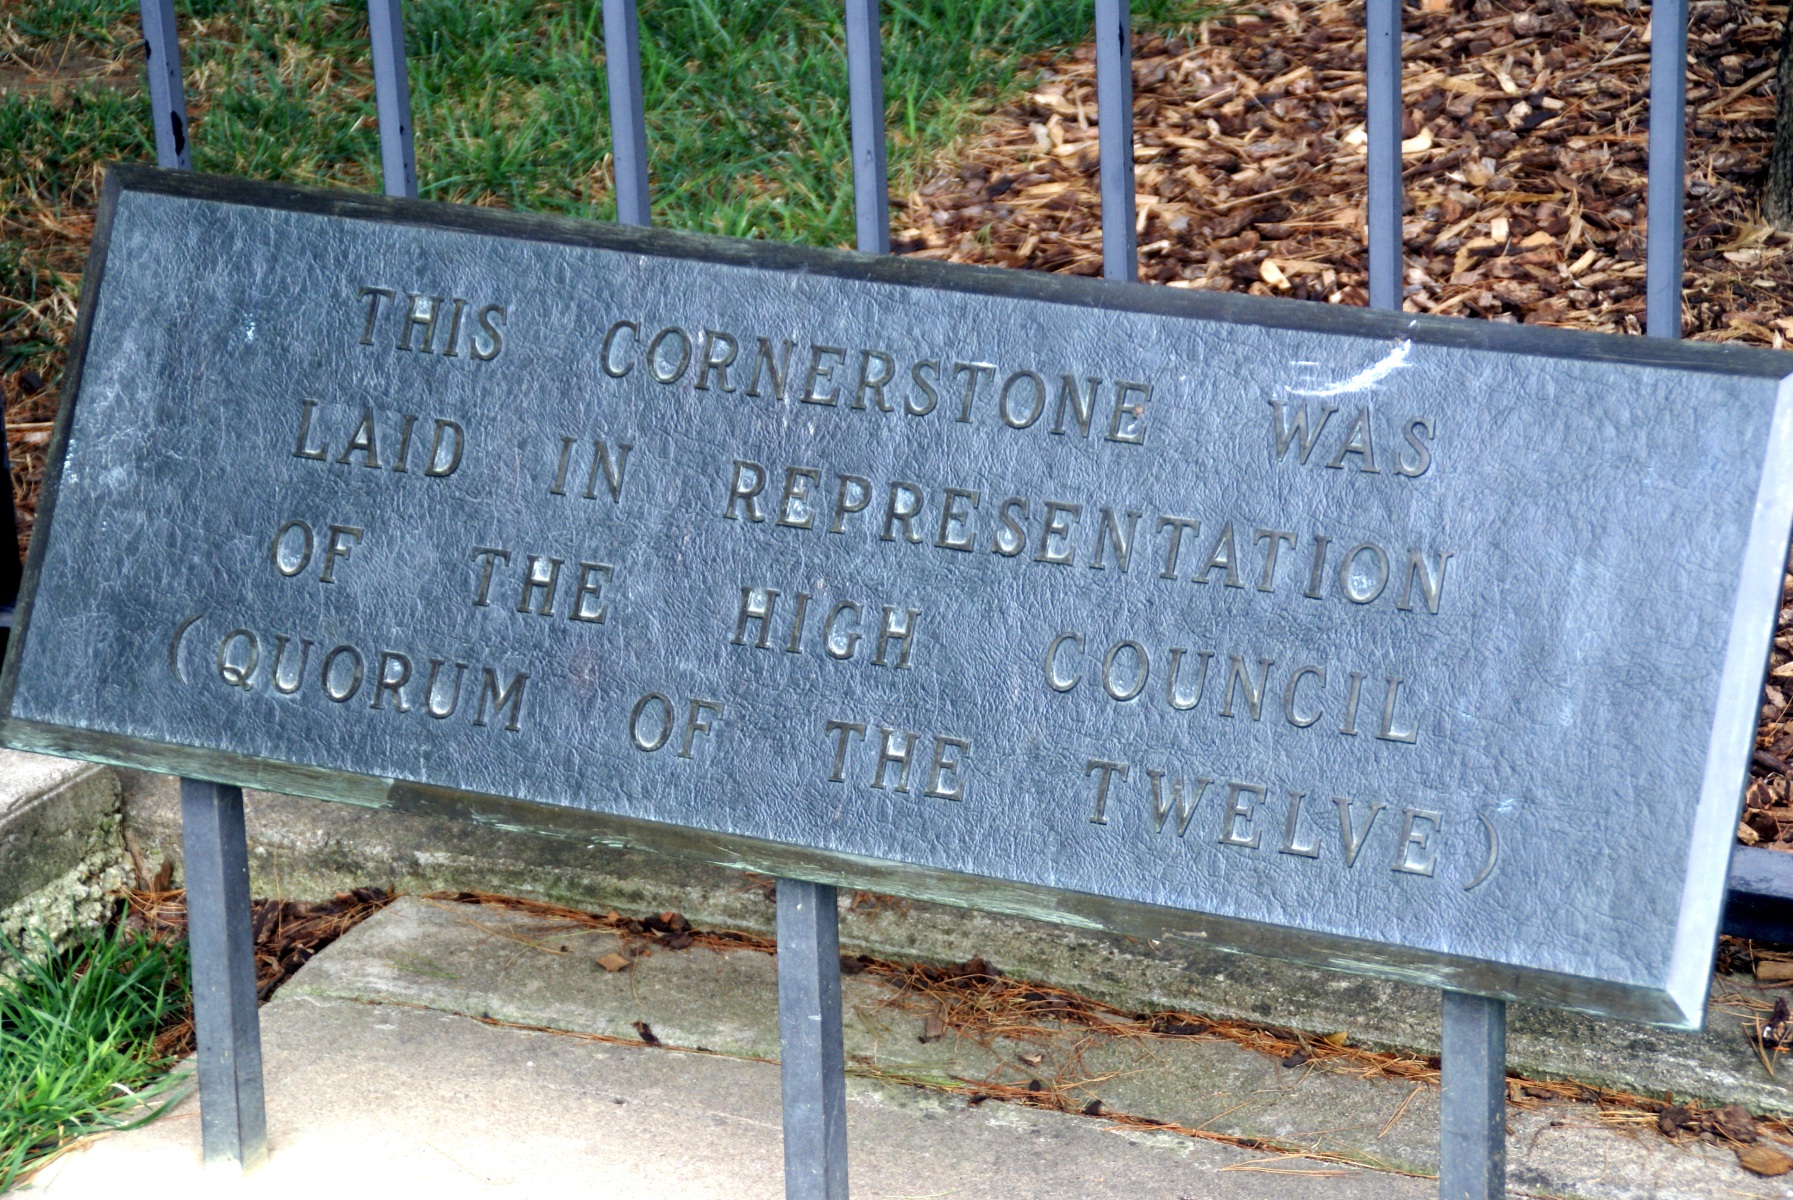 THIS CORNERSTONE WAS
LAID IN REPRESENTATION
OF THE HIGH COUNCIL
(QUORUM OF THE TWELVE)